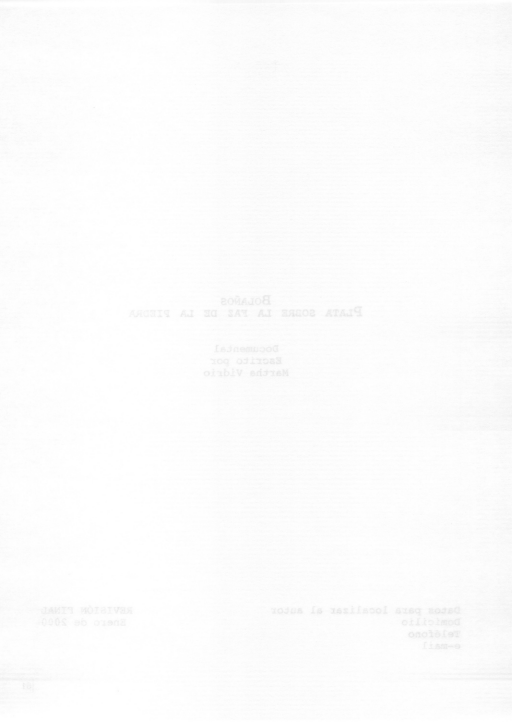 BOLAÑOS
PLATA SOBRE LA FAZ DE LA PIEDRA
Documental
Escrito por
Martha Vidrio
Datos para localizar al autor
Domicilio
Teléfono
e-mail
REVISIÓN FINAL
Enero de 2010